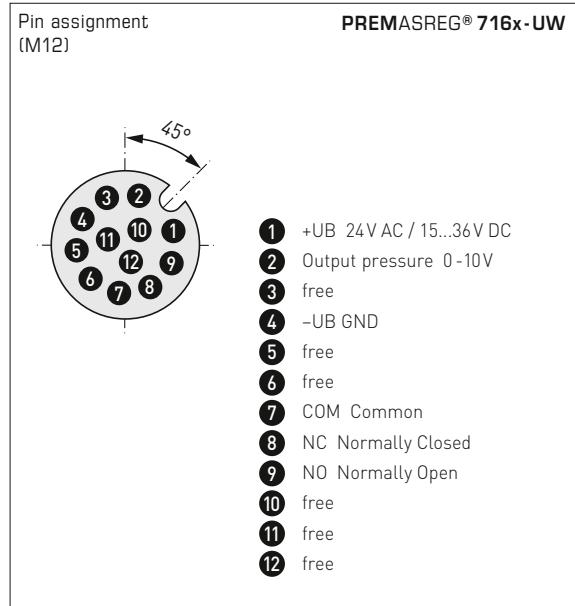 Pin assignment
(M12)
PREMASREG® 716x-UW
45°
3 2
4 10 1
11
5 12 9
6 7 8
1 +UB 24V AC / 15...36V DC
2 Output pressure 0-10V
3 free
4 –UB GND
5 free
6 free
7 COM Common
8 NC Normally Closed
9 NO Normally Open
10 free
11 free
12 free